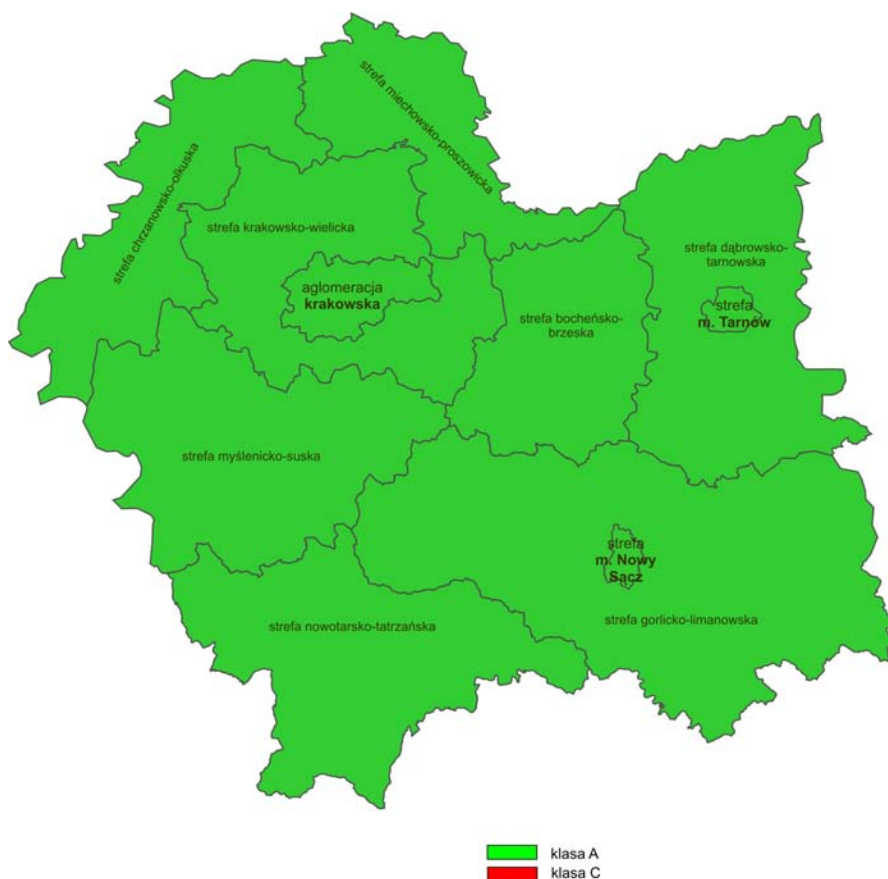 strefa miechowsko-proszowicka
strefa chrzanowsko-olkuska
strefa krakowsko-wielicka
aglomeracja
krakowska
strefa dąbrowsko-
tarnowska
strefa
m. Tarnów
strefa bocheńsko-
brzeska
strefa myślenicko-suska
strefa
m. Nowy
Sącz
strefa nowotarsko-tatrzańska
strefa gorlicko-limanowska
klasa A
klasa C